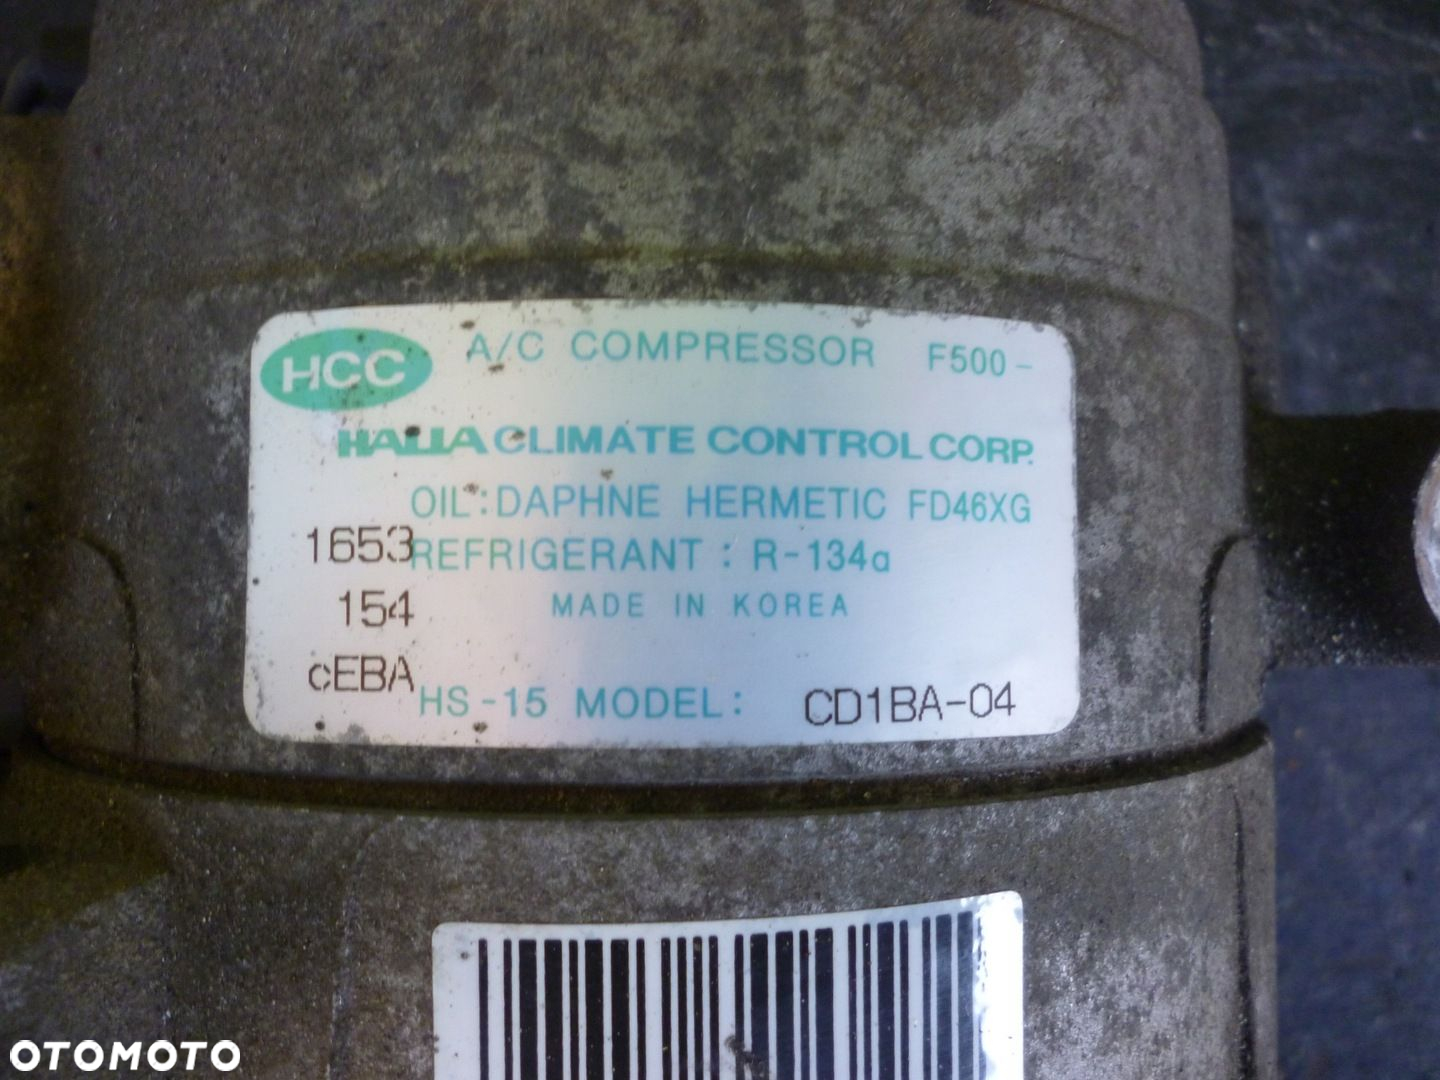 HCC A/C COMPRESSOR F500-
HALLA CLIMATE CONTROL CORP.
OIL:DAPHNE HERMETIC FD46XG
1653 REFRIGERANT : R-134a
154 MADE IN KOREA
cEBA
HS-15 MODEL: CD1BA-04
OTOMOTO